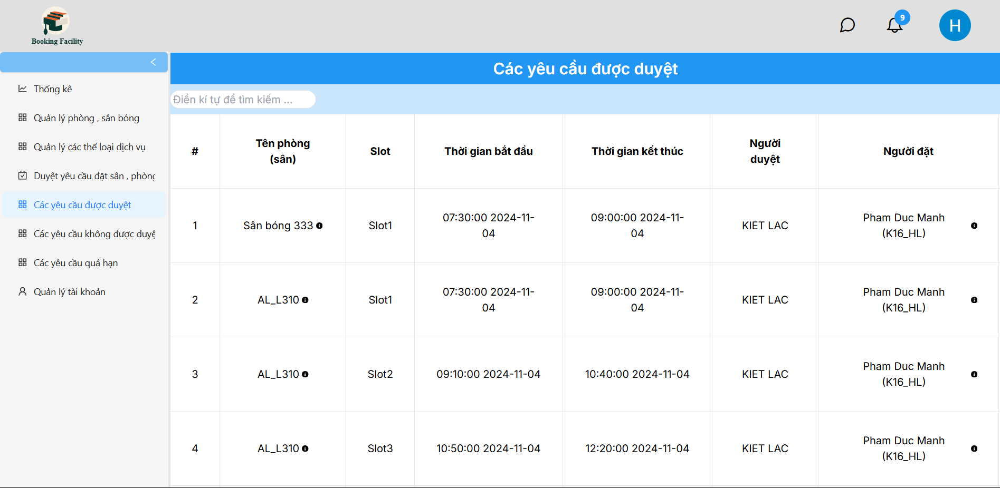 Booking Facility
9
H
Thống kê
Quản lý phòng , sân bóng
Quản lý các thể loại dịch vụ
Duyệt yêu cầu đặt sân , phòng
Các yêu cầu được duyệt
Các yêu cầu không được duyệ
Các yêu cầu quá hạn
Quản lý tài khoản
Các yêu cầu được duyệt
Điền kí tự để tìm kiếm ...
# Tên phòng (sân) Slot Thời gian bắt đầu Thời gian kết thúc Người duyệt Người đặt
1 Sân bóng 333 Slot1 07:30:00 2024-11-04 09:00:00 2024-11-04 KIET LAC Pham Duc Manh (K16_HL)
2 AL_L310 Slot1 07:30:00 2024-11-04 09:00:00 2024-11-04 KIET LAC Pham Duc Manh (K16_HL)
3 AL_L310 Slot2 09:10:00 2024-11-04 10:40:00 2024-11-04 KIET LAC Pham Duc Manh (K16_HL)
4 AL_L310 Slot3 10:50:00 2024-11-04 12:20:00 2024-11-04 KIET LAC Pham Duc Manh (K16_HL)